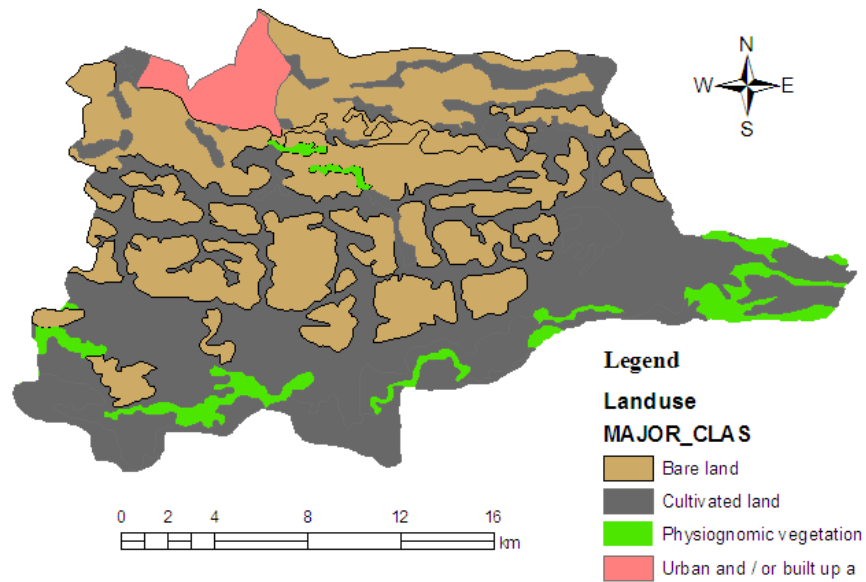 N
W E
S
Legend
Landuse
MAJOR_CLAS
Bare land
Cultivated land
Physiognomic vegetation
Urban and / or built up a
0 2 4 8 12 16
km